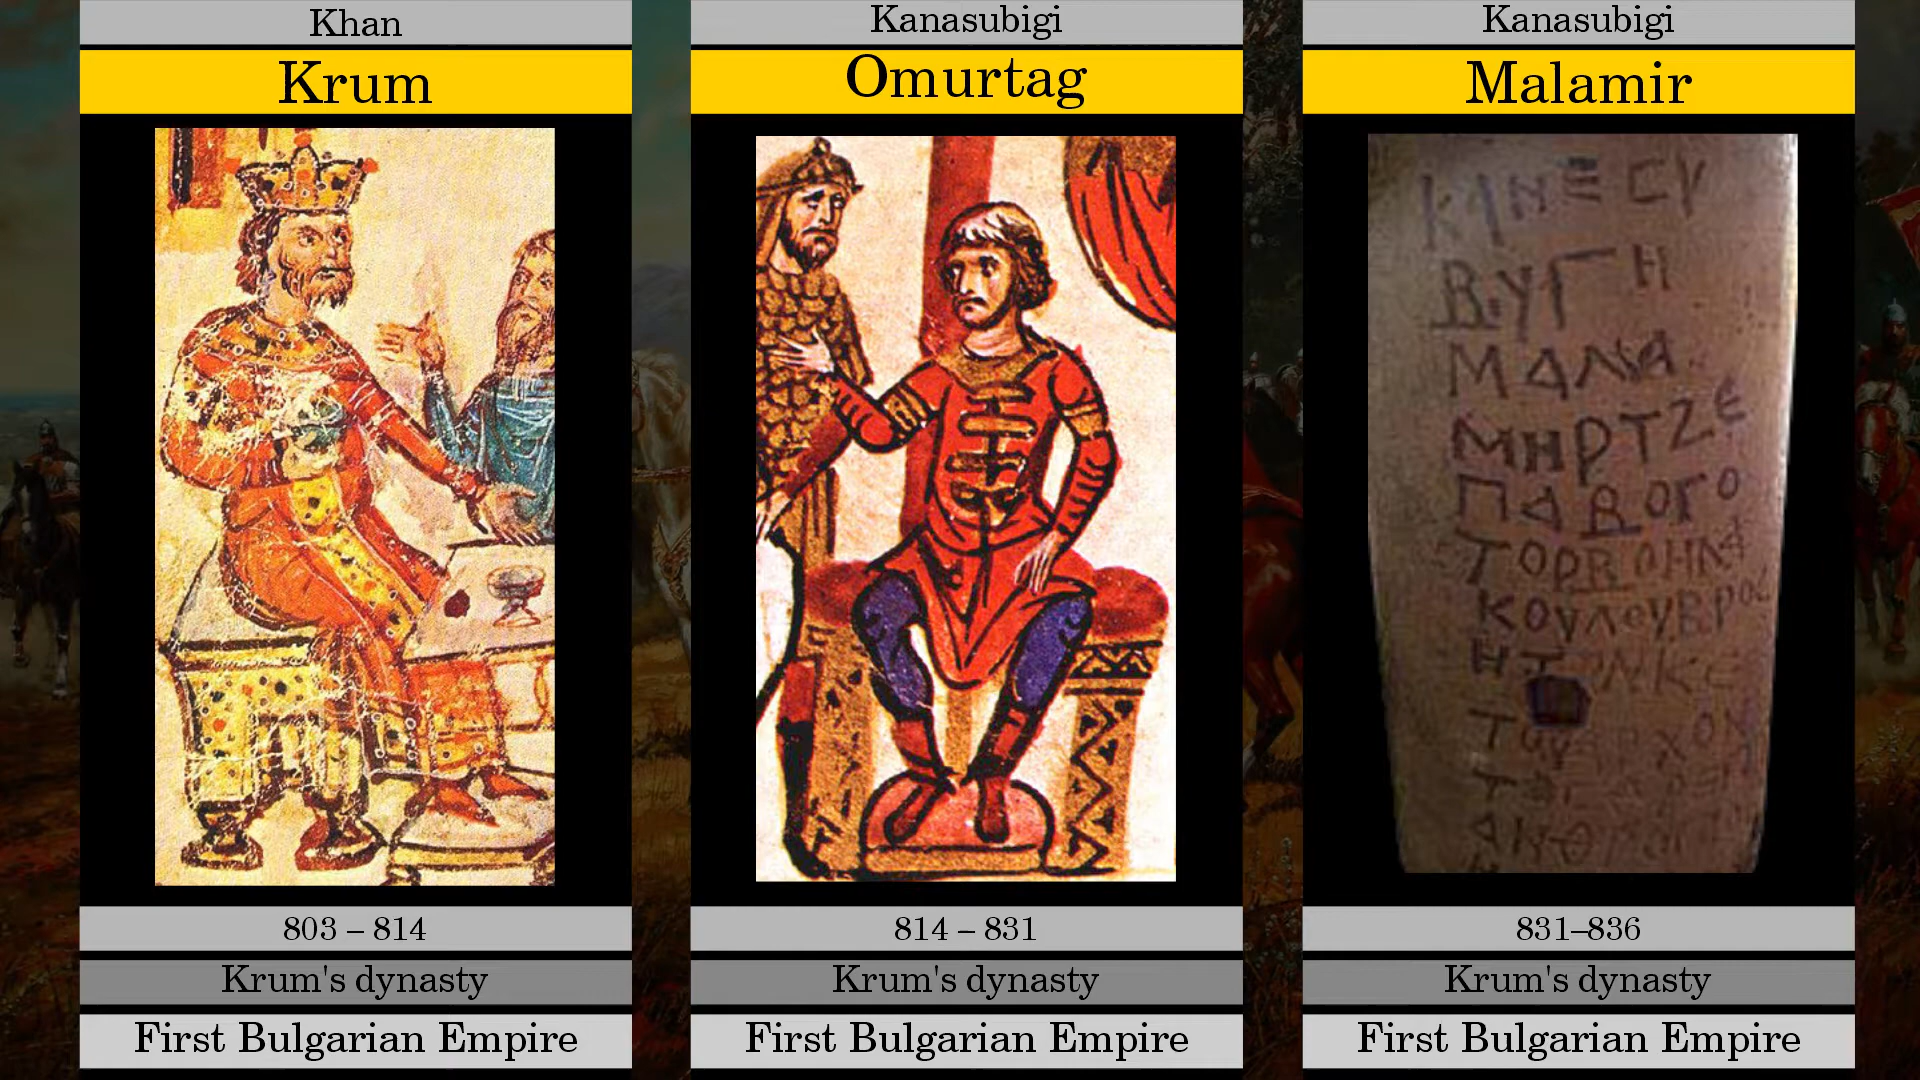 Khan
Krum
803 – 814
Krum's dynasty
First Bulgarian Empire
Kanasubigi
Omurtag
814 – 831
Krum's dynasty
First Bulgarian Empire
Kanasubigi
Malamir
ΜΗΡΤΖΕ
831–836
Krum's dynasty
First Bulgarian Empire